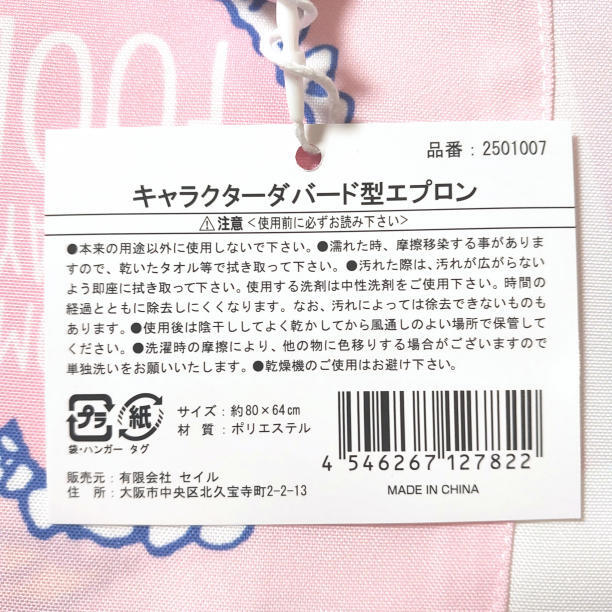 品番：2501007
キャラクターダバード型エプロン
⚠注意＜使用前に必ずお読み下さい＞
●本来の用途以外に使用しないで下さい。●濡れた時、摩擦移染する事がありま
すので、乾いたタオル等で拭き取って下さい。●汚れた際は、汚れが広がらない
よう即座に拭き取って下さい。使用する洗剤は中性洗剤をご使用下さい。時間の
経過とともに除去しにくくなります。なお、汚れによっては徐去できないものも
あります。●使用後は陰干ししてよく乾かしてから風通しのよい場所で保管して
ください。●洗濯時の摩擦により、他の物に色移りする場合がございますので
単独洗いをお願いいたします。●乾燥機のご使用はお避け下さい。
プラ 紙
袋・ハンガー タグ
サイズ：約80×64cm
材 質：ポリエステル
販売元：有限会社 セイル
住 所：大阪市中央区北久宝寺町2-2-13
4 546267 127822
MADE IN CHINA